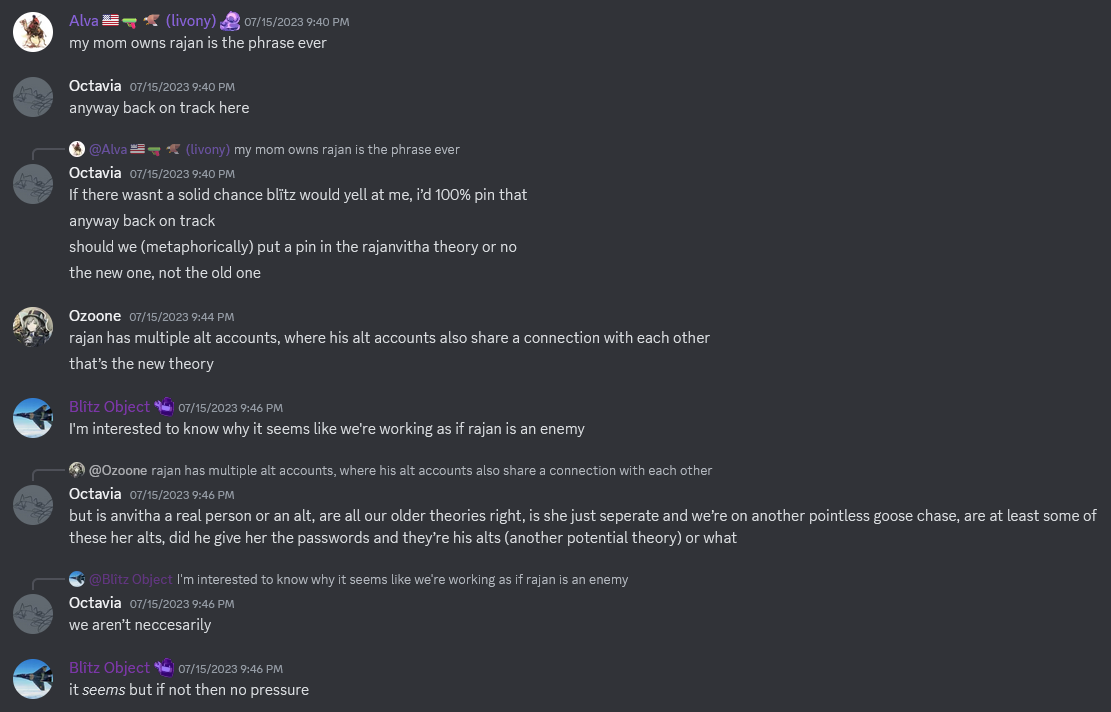 Alva 🇺🇸🔫 🦅 (livony) 07/15/2023 9:40 PM
my mom owns rajan is the phrase ever
Octavia 07/15/2023 9:40 PM
anyway back on track here
@Alva 🇺🇸🔫 🦅 (livony) my mom owns rajan is the phrase ever
Octavia 07/15/2023 9:40 PM
If there wasnt a solid chance blïtz would yell at me, i’d 100% pin that
anyway back on track
should we (metaphorically) put a pin in the rajanvitha theory or no
the new one, not the old one
Ozoone 07/15/2023 9:44 PM
rajan has multiple alt accounts, where his alt accounts also share a connection with each other
that’s the new theory
Blïtz Object 07/15/2023 9:46 PM
I'm interested to know why it seems like we're working as if rajan is an enemy
@Ozoone rajan has multiple alt accounts, where his alt accounts also share a connection with each other
Octavia 07/15/2023 9:46 PM
but is anvitha a real person or an alt, are all our older theories right, is she just seperate and we’re on another pointless goose chase, are at least some of
these her alts, did he give her the passwords and they’re his alts (another potential theory) or what
@Blïtz Object I'm interested to know why it seems like we're working as if rajan is an enemy
Octavia 07/15/2023 9:46 PM
we aren’t neccesarily
Blïtz Object 07/15/2023 9:46 PM
it seems but if not then no pressure